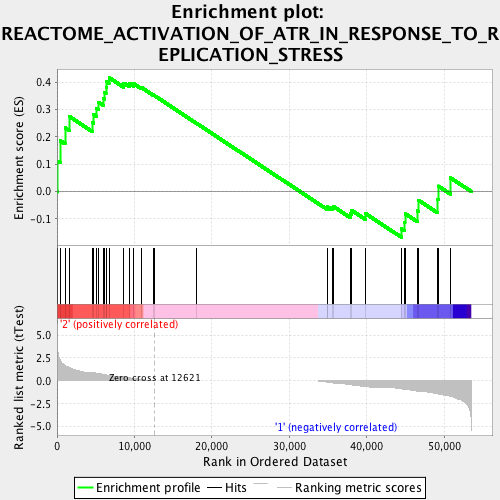 Enrichment plot:
REACTOME_ACTIVATION_OF_ATR_IN_RESPONSE_TO_R
EPLICATION_STRESS
Enrichment score (ES)
0.4
0.3
0.2
0.1
0.0
-0.1
'2' (positively correlated)
Ranked list metric (tTest)
5.0
2.5
0.0
-2.5
-5.0
Zero cross at 12621
'1' (negatively correlated)
0
10,000
20,000
30,000
40,000
50,000
Rank in Ordered Dataset
Enrichment profile
Hits
Ranking metric scores